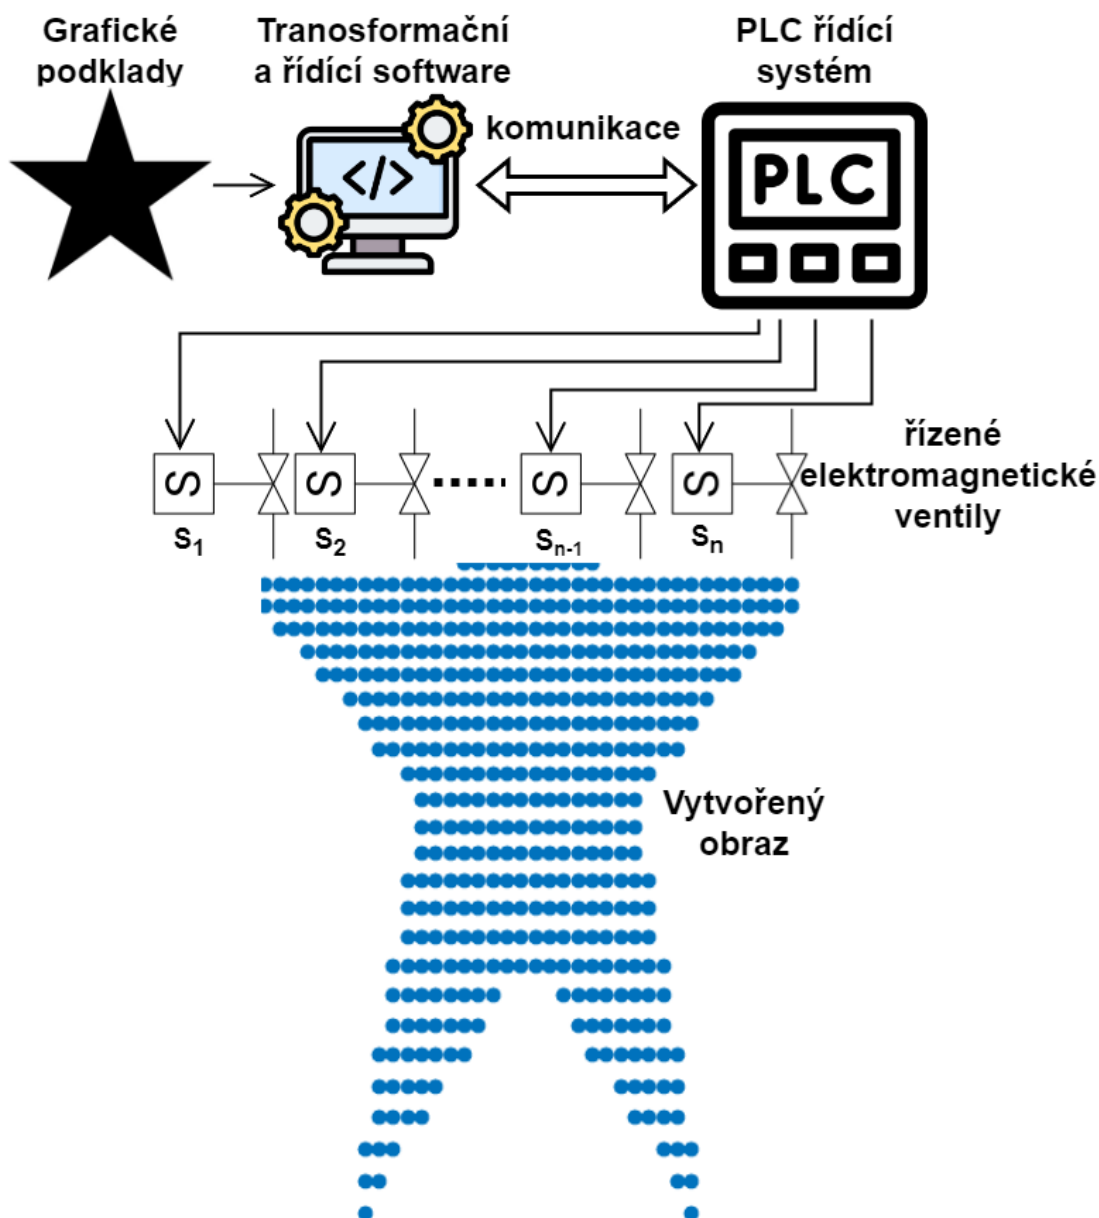 Grafické
podklady
Tranosformační
a řídící software
PLC řídící
systém
komunikace
</>
PLC
S
S
S
S
s1
s2
sn-1
sn
řízené
elektromagnetické
ventily
Vytvořený
obraz